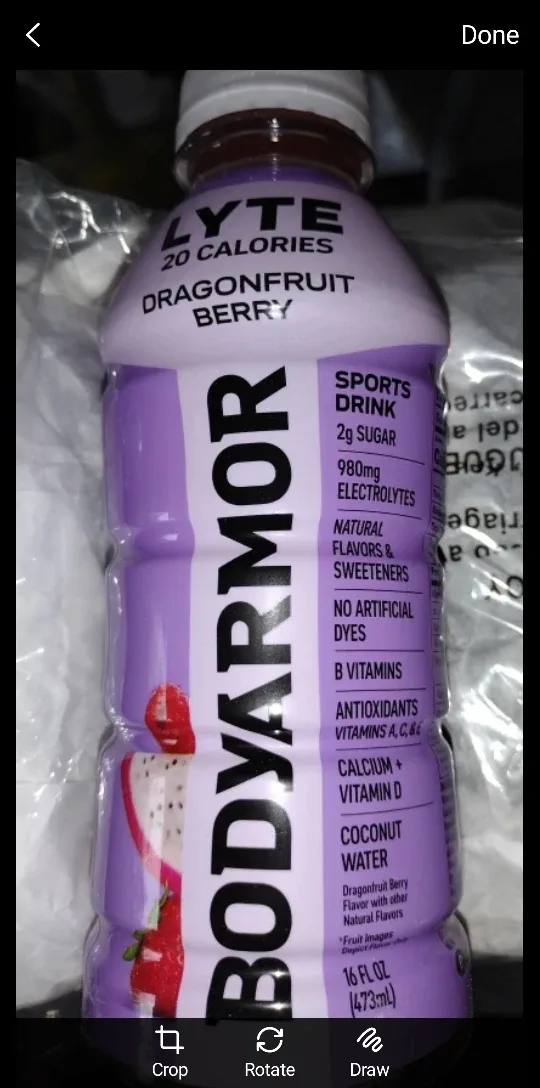 Done
LYTE
20 CALORIES
DRAGONFRUIT
BERRY
BODYARMOR
SPORTS
DRINK
2g SUGAR
980mg
ELECTROLYTES
NATURAL
FLAVORS &
SWEETENERS
NO ARTIFICIAL
DYES
B VITAMINS
ANTIOXIDANTS
VITAMINS A, C, & E
CALCIUM +
VITAMIN D
COCONUT
WATER
Dragonfruit Berry
Flavor with other
Natural Flavors
*Fruit Images
16 FL OZ
(473mL)
Crop
Rotate
Draw